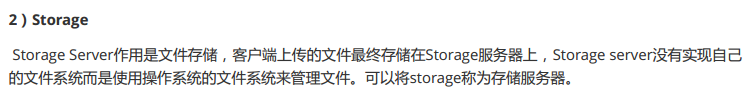 2）Storage
Storage Server作用是文件存储，客户端上传的文件最终存储在Storage服务器上，Storage server没有实现自己
的文件系统而是使用操作系统的文件系统来管理文件。可以将storage称为存储服务器。